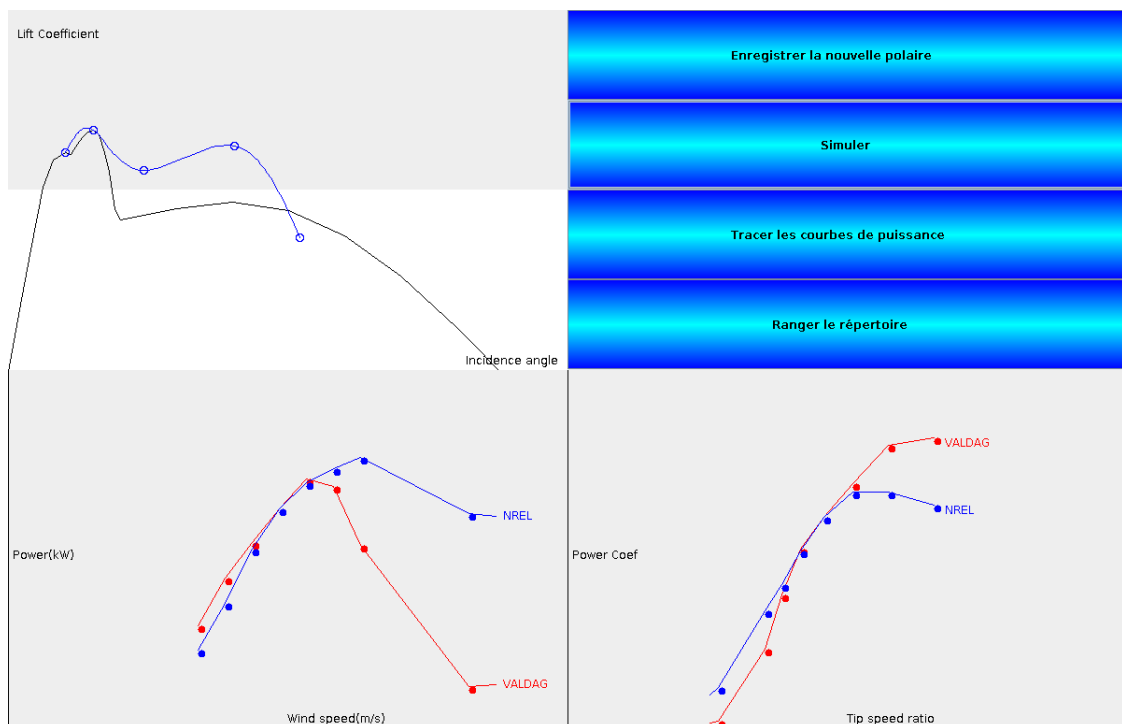 Lift Coefficient
Incidence angle
Enregistrer la nouvelle polaire
Simuler
Tracer les courbes de puissance
Ranger le répertoire
Power(kW)
NREL
VALDAG
Wind speed(m/s)
VALDAG
NREL
Power Coef
Tip speed ratio